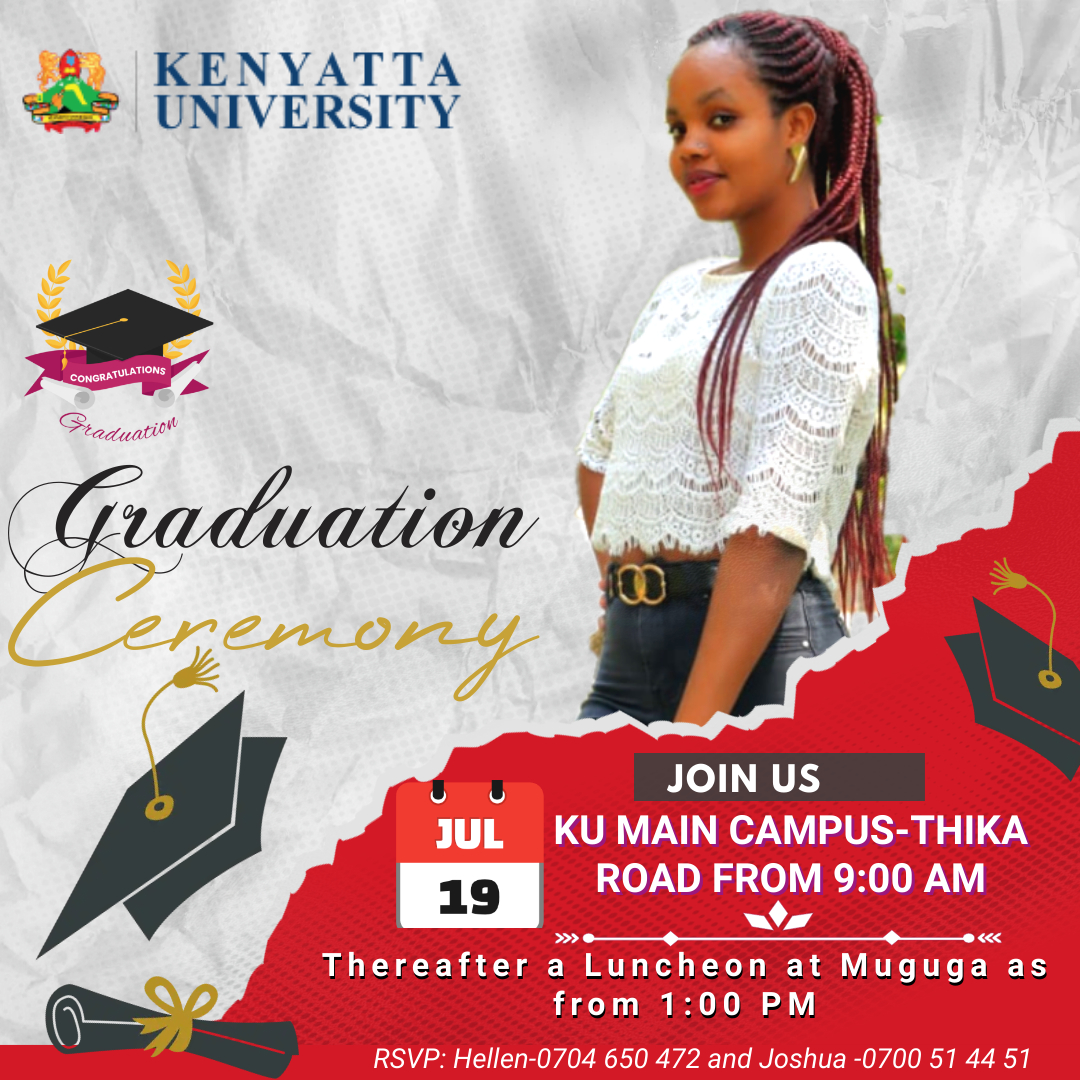 KENYATTA
UNIVERSITY
CONGRATULATIONS
Graduation
Graduation
Ceremony
JOIN US
JUL
19
KU MAIN CAMPUS-THIKA
ROAD FROM 9:00 AM
Thereafter a Luncheon at Muguga as
from 1:00 PM
RSVP: Hellen-0704 650 472 and Joshua -0700 51 44 51